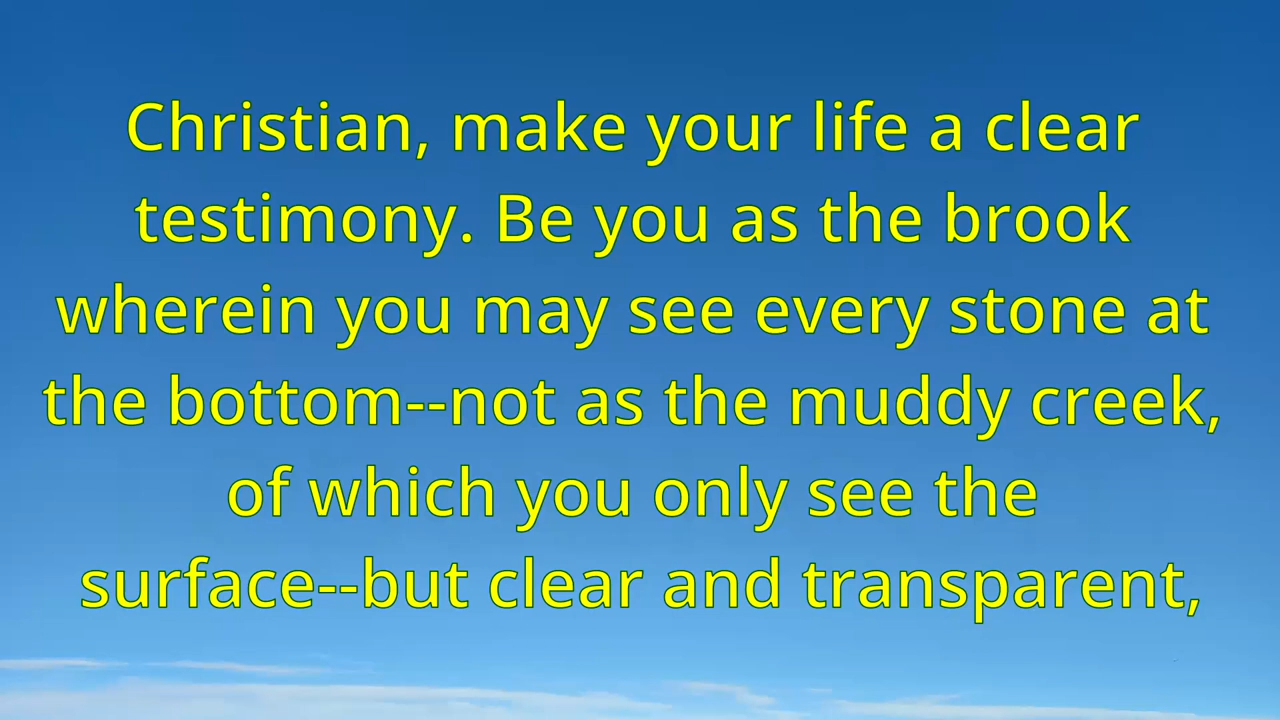 Christian, make your life a clear
testimony. Be you as the brook
wherein you may see every stone at
the bottom--not as the muddy creek,
of which you only see the
surface--but clear and transparent,